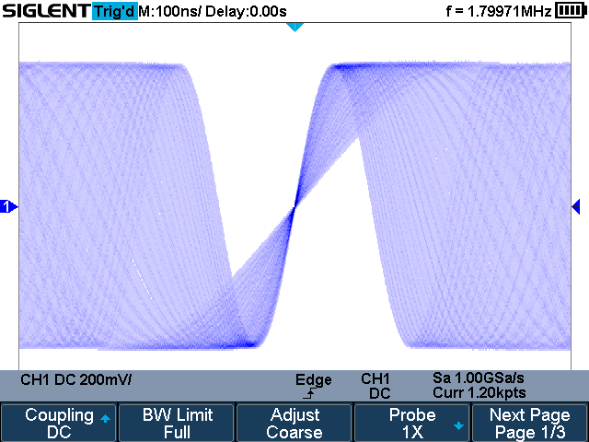 SIGLENT Trig'd M:100ns/ Delay:0.00s f = 1.79971MHz
1
CH1 DC 200mV/ Edge CH1 Sa 1.00GSa/s
DC Curr 1.20kpts
Coupling BW Limit Adjust Probe Next Page
DC Full Coarse 1X Page 1/3